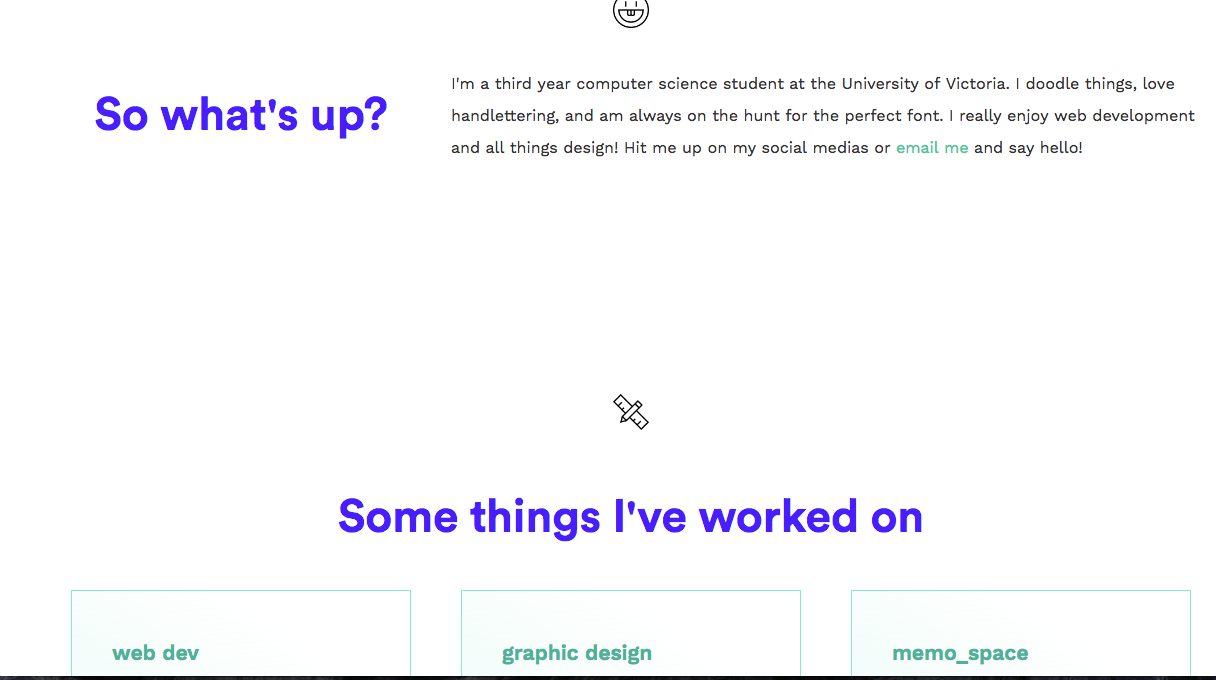 So what's up?
I'm a third year computer science student at the University of Victoria. I doodle things, love
handlettering, and am always on the hunt for the perfect font. I really enjoy web development
and all things design! Hit me up on my social medias or email me and say hello!
Some things I've worked on
web dev
graphic design
memo_space